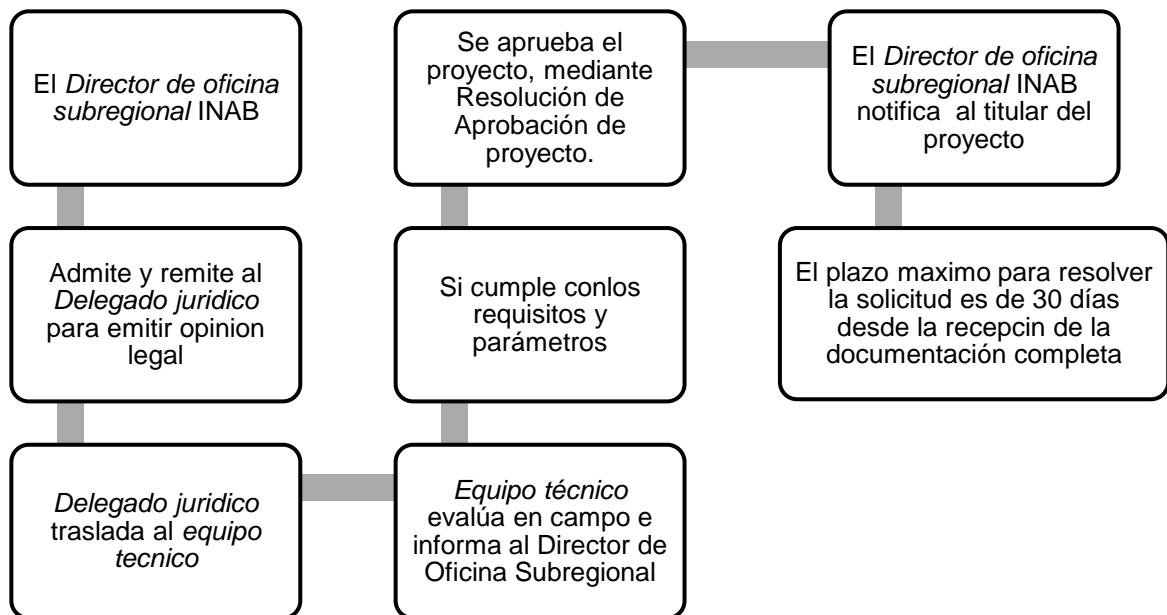 El Director de oficina
subregional INAB
Admite y remite al
Delegado juridico
para emitir opinion
legal
Delegado juridico
traslada al equipo
tecnico
Equipo técnico
evalúa en campo e
informa al Director de
Oficina Subregional
Si cumple conlos
requisitos y
parámetros
Se aprueba el
proyecto, mediante
Resolución de
Aprobación de
proyecto.
El Director de oficina
subregional INAB
notifica  al titular del
proyecto
El plazo maximo para resolver
la solicitud es de 30 días
desde la recepcin de la
documentación completa